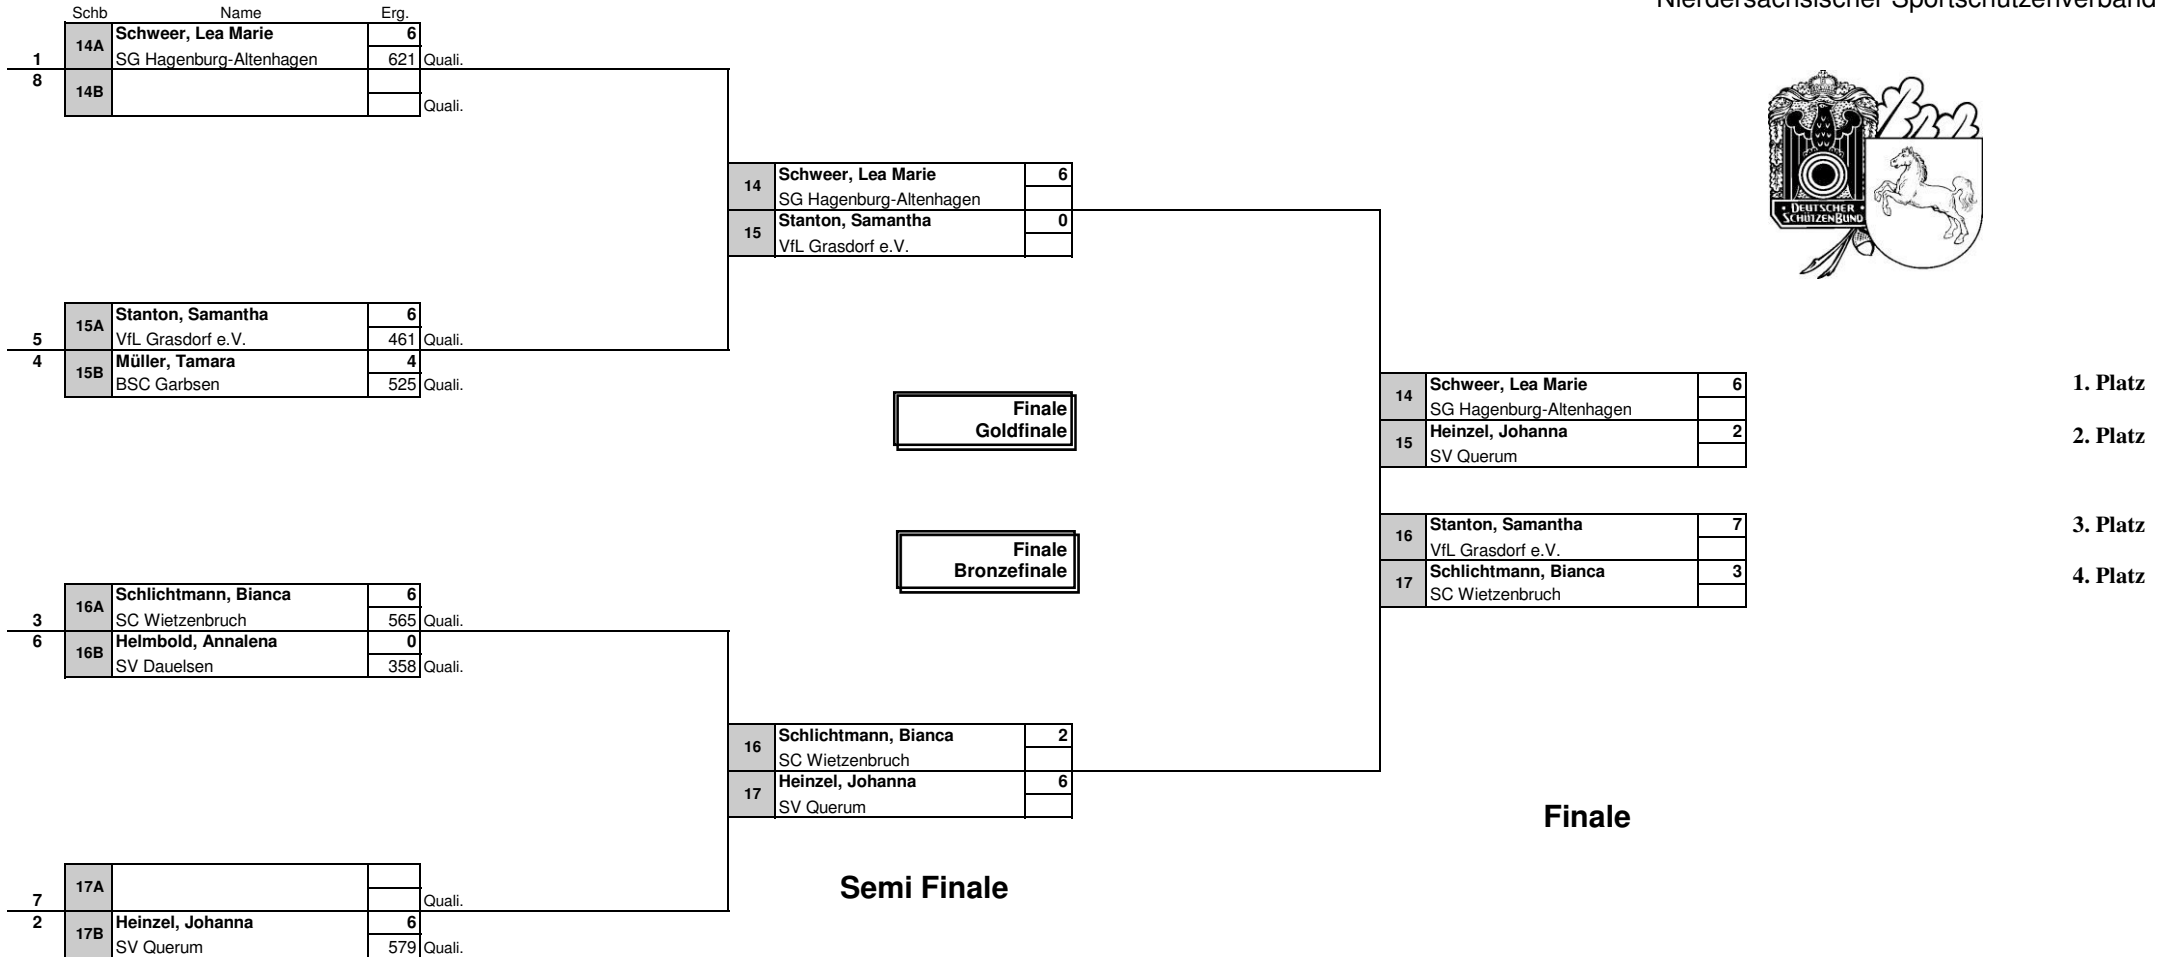 Nierdersächsischer Sportschützenverband
Schb Name Erg.
14A Schweer, Lea Marie 6
1 SG Hagenburg-Altenhagen 621 Quali.
8 14B
Quali.
14 Schweer, Lea Marie 6
SG Hagenburg-Altenhagen
15 Stanton, Samantha 0
VfL Grasdorf e.V.
DEUTSCHER
SCHÜTZENBUND
15A Stanton, Samantha 6
5 VfL Grasdorf e.V. 461 Quali.
4 15B Müller, Tamara 4
BSC Garbsen 525 Quali.
Finale
Goldfinale
14 Schweer, Lea Marie 6 1. Platz
SG Hagenburg-Altenhagen
15 Heinzel, Johanna 2 2. Platz
SV Querum
Finale
Bronzefinale
16 Stanton, Samantha 7 3. Platz
VfL Grasdorf e.V.
17 Schlichtmann, Bianca 3 4. Platz
SC Wietzenbruch
16A Schlichtmann, Bianca 6
3 SC Wietzenbruch 565 Quali.
6 16B Helmbold, Annalena 0
SV Dauelsen 358 Quali.
16 Schlichtmann, Bianca 2
SC Wietzenbruch
17 Heinzel, Johanna 6
SV Querum
Finale
Semi Finale
17A
7 Quali.
2 17B Heinzel, Johanna 6
SV Querum 579 Quali.